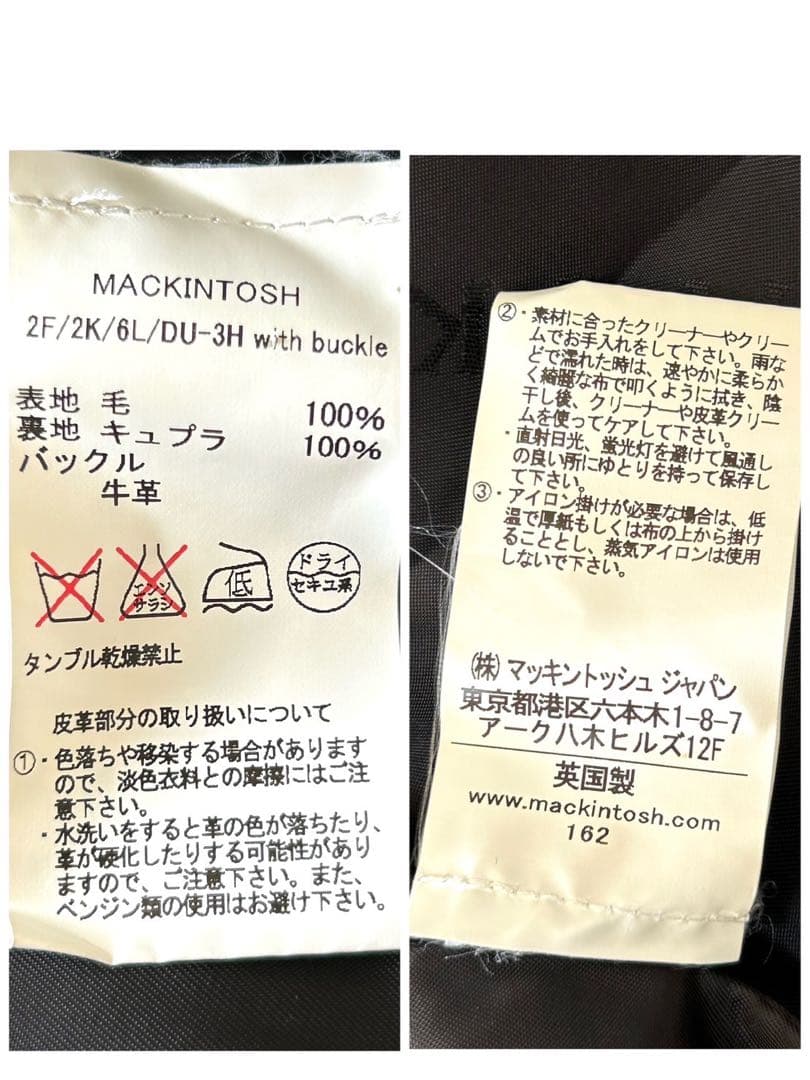 MACKINTOSH
2F/2K/6L/DU-3H with buckle
表地 毛 100%
裏地 キュプラ 100%
バックル
牛革
エンソ
サラシ
低
ドライ
セキユ系
タンブル乾燥禁止
皮革部分の取り扱いについて
①・色落ちや移染する場合があります
ので、淡色衣料との摩擦にはご注
意下さい。
・水洗いをすると革の色が落ちたり、
革が硬化したりする可能性があり
ますので、ご注意下さい。また、
ベンジン類の使用はお避け下さい。
②・素材に合ったクリーナーやクリー
ムでお手入れをして下さい。雨な
どで濡れた時は、速やかに柔らか
く綺麗な布で叩くように拭き、陰
干し後、クリーナーや皮革クリー
ムを使ってケアして下さい。
・直射日光、蛍光灯を避けて風通し
の良い所にゆとりを持って保存し
て下さい。
③・アイロン掛けが必要な場合は、低
温で厚紙もしくは布の上から掛け
ることとし、蒸気アイロンは使用
しないで下さい。
(株) マッキントッシュ ジャパン
東京都港区六本木1-8-7
アーク八木ヒルズ12F
英国製
www.mackintosh.com
162